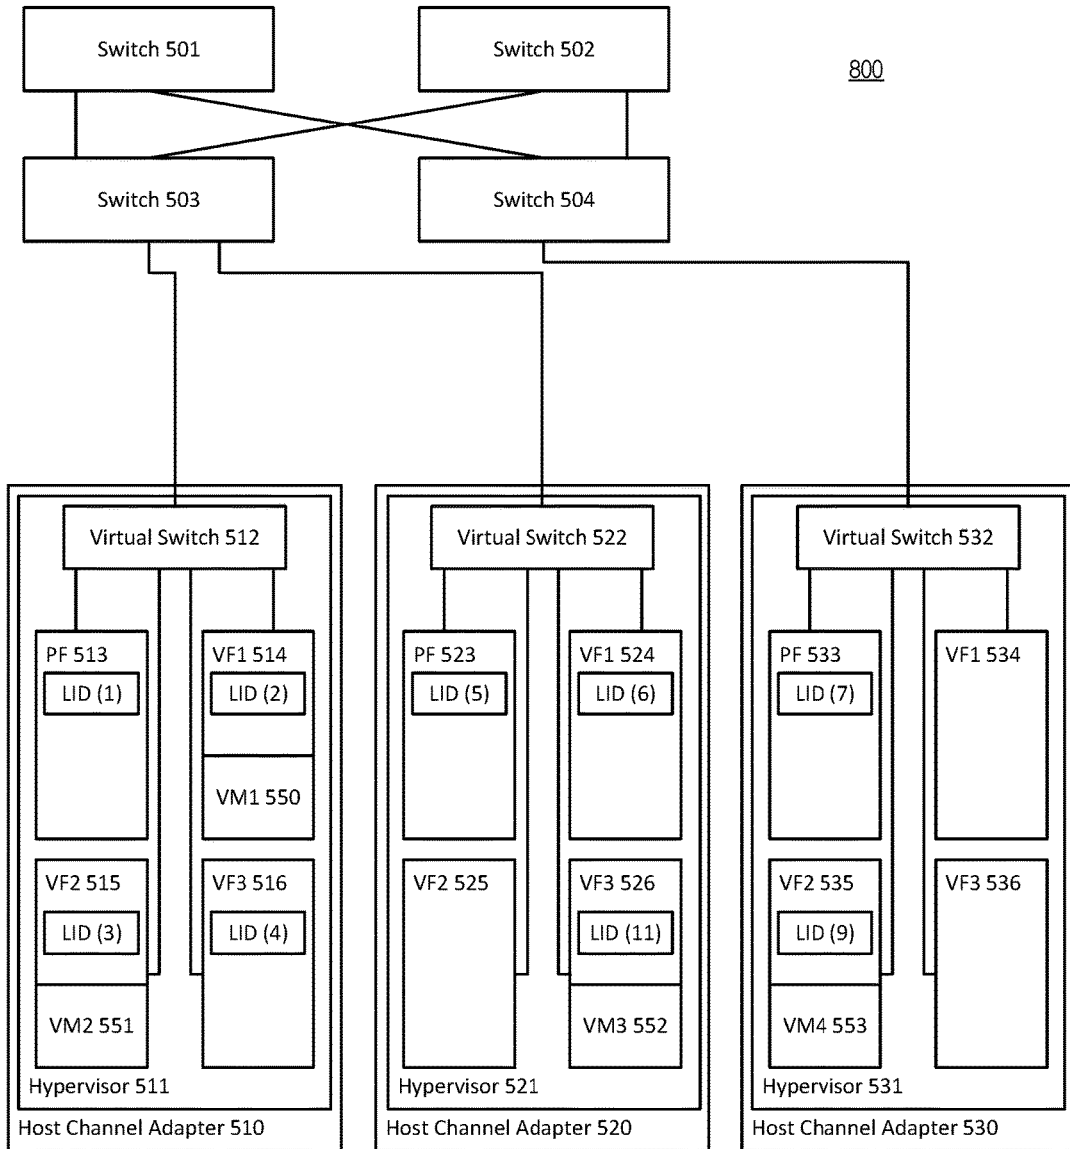 Switch 501
Switch 502
800
Switch 503
Switch 504
Virtual Switch 512
Virtual Switch 522
Virtual Switch 532
PF 513
LID (1)
VF1 514
LID (2)
VM1 550
VF2 515
LID (3)
VM2 551
VF3 516
LID (4)
Hypervisor 511
Host Channel Adapter 510
PF 523
LID (5)
VF1 524
LID (6)
VF2 525
VF3 526
LID (11)
VM3 552
Hypervisor 521
Host Channel Adapter 520
PF 533
LID (7)
VF1 534
VF2 535
LID (9)
VM4 553
VF3 536
Hypervisor 531
Host Channel Adapter 530